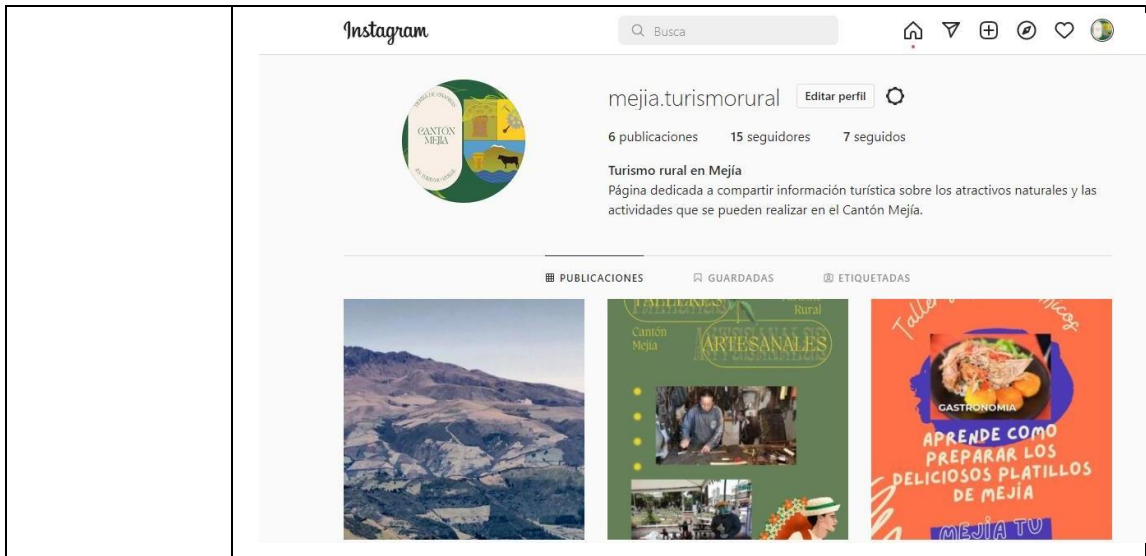 Instagram
Busca
mejia.turismorural Editar perfil
6 publicaciones 15 seguidores 7 seguidos
CANTÓN
MEJÍA
Turismo rural en Mejía
Página dedicada a compartir información turística sobre los atractivos naturales y las
actividades que se pueden realizar en el Cantón Mejía.
PUBLICACIONES GUARDADAS ETIQUETADAS
TALLERES
Rural
Cantón
Mejía
ARTESANALES
GASTRONOMIA
APRENDE COMO
PREPARAR LOS
DELICIOSOS PLATILLOS
DE MEJÍA
MEJÍA TU